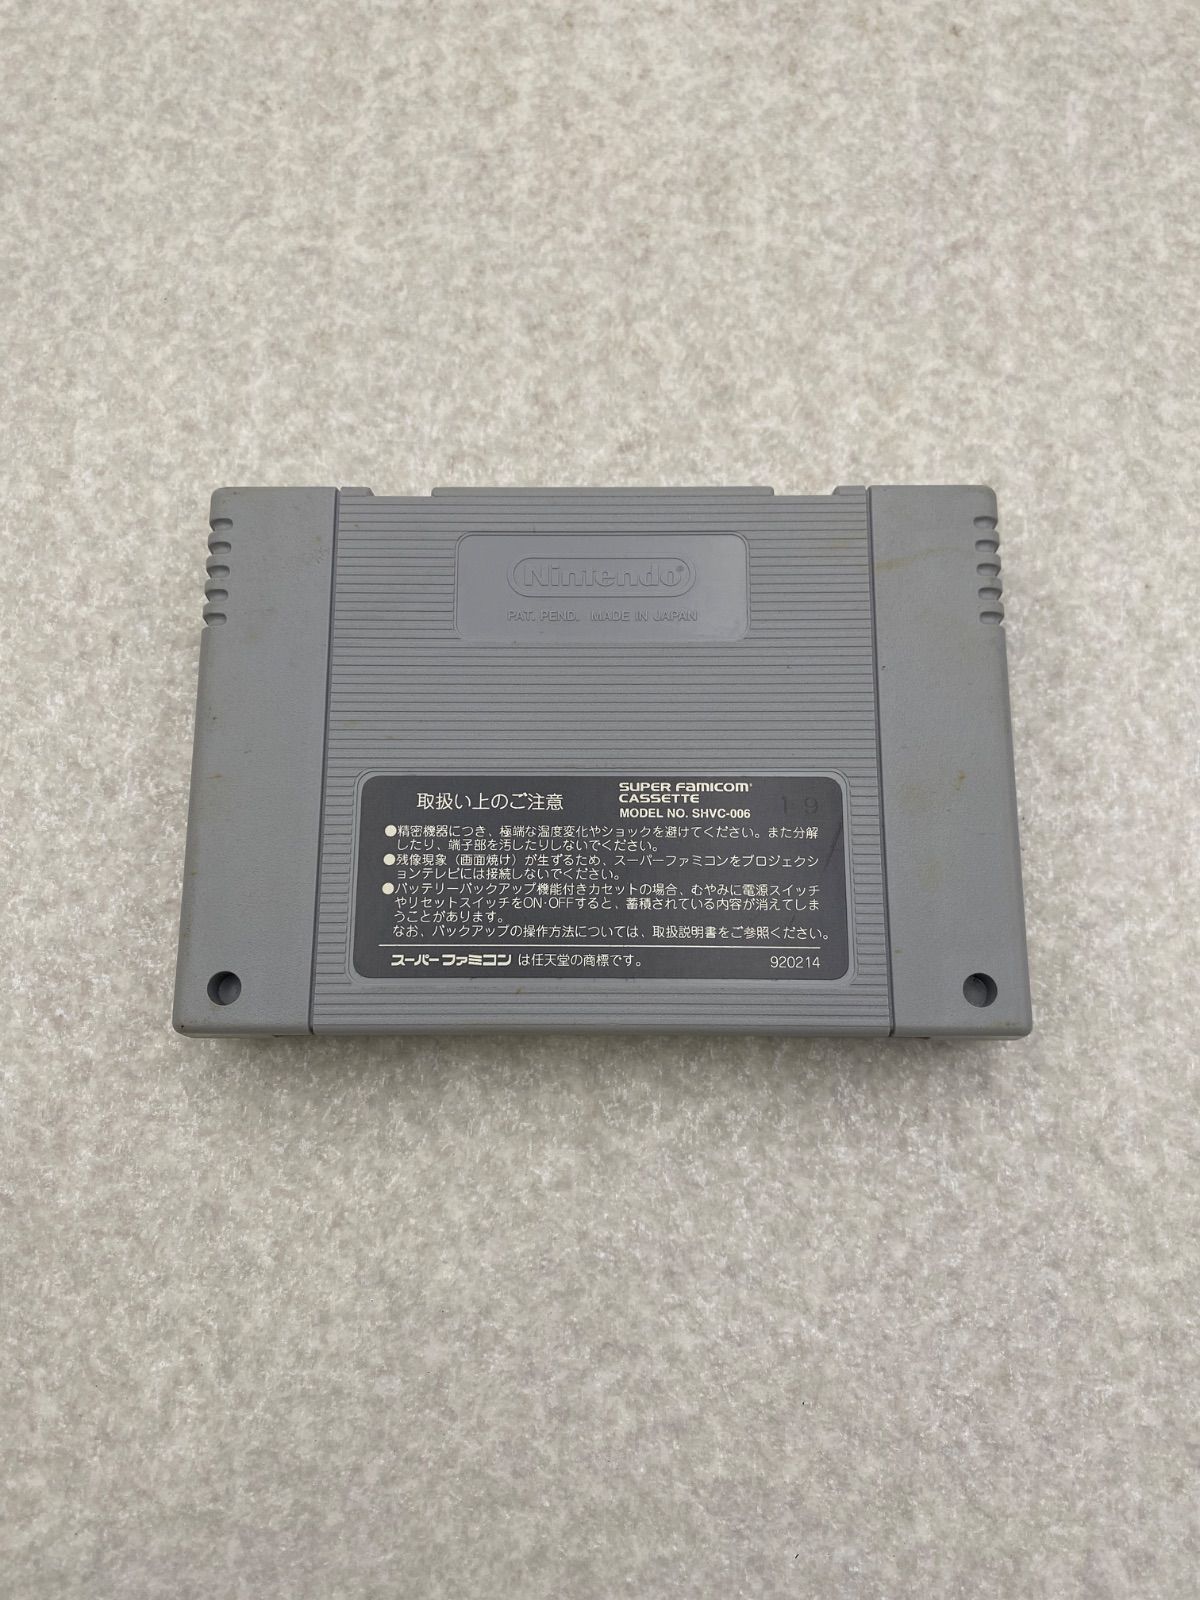 Nintendo®
PAT. PEND. MADE IN JAPAN
取扱い上のご注意
SUPER FAMICOM®
CASSETTE
MODEL NO. SHVC-006
19
●精密機器につき、極端な温度変化やショックを避けてください。また分解
したり、端子部を汚したりしないでください。
●残像現象（画面焼け）が生ずるため、スーパーファミコンをプロジェクシ
ョンテレビには接続しないでください。
●バッテリーバックアップ機能付きカセットの場合、むやみに電源スイッチ
やリセットスイッチをON·OFFすると、蓄積されている内容が消えてしま
うことがあります。
なお、バックアップの操作方法については、取扱説明書をご参照ください。
スーパーファミコンは任天堂の商標です。
920214